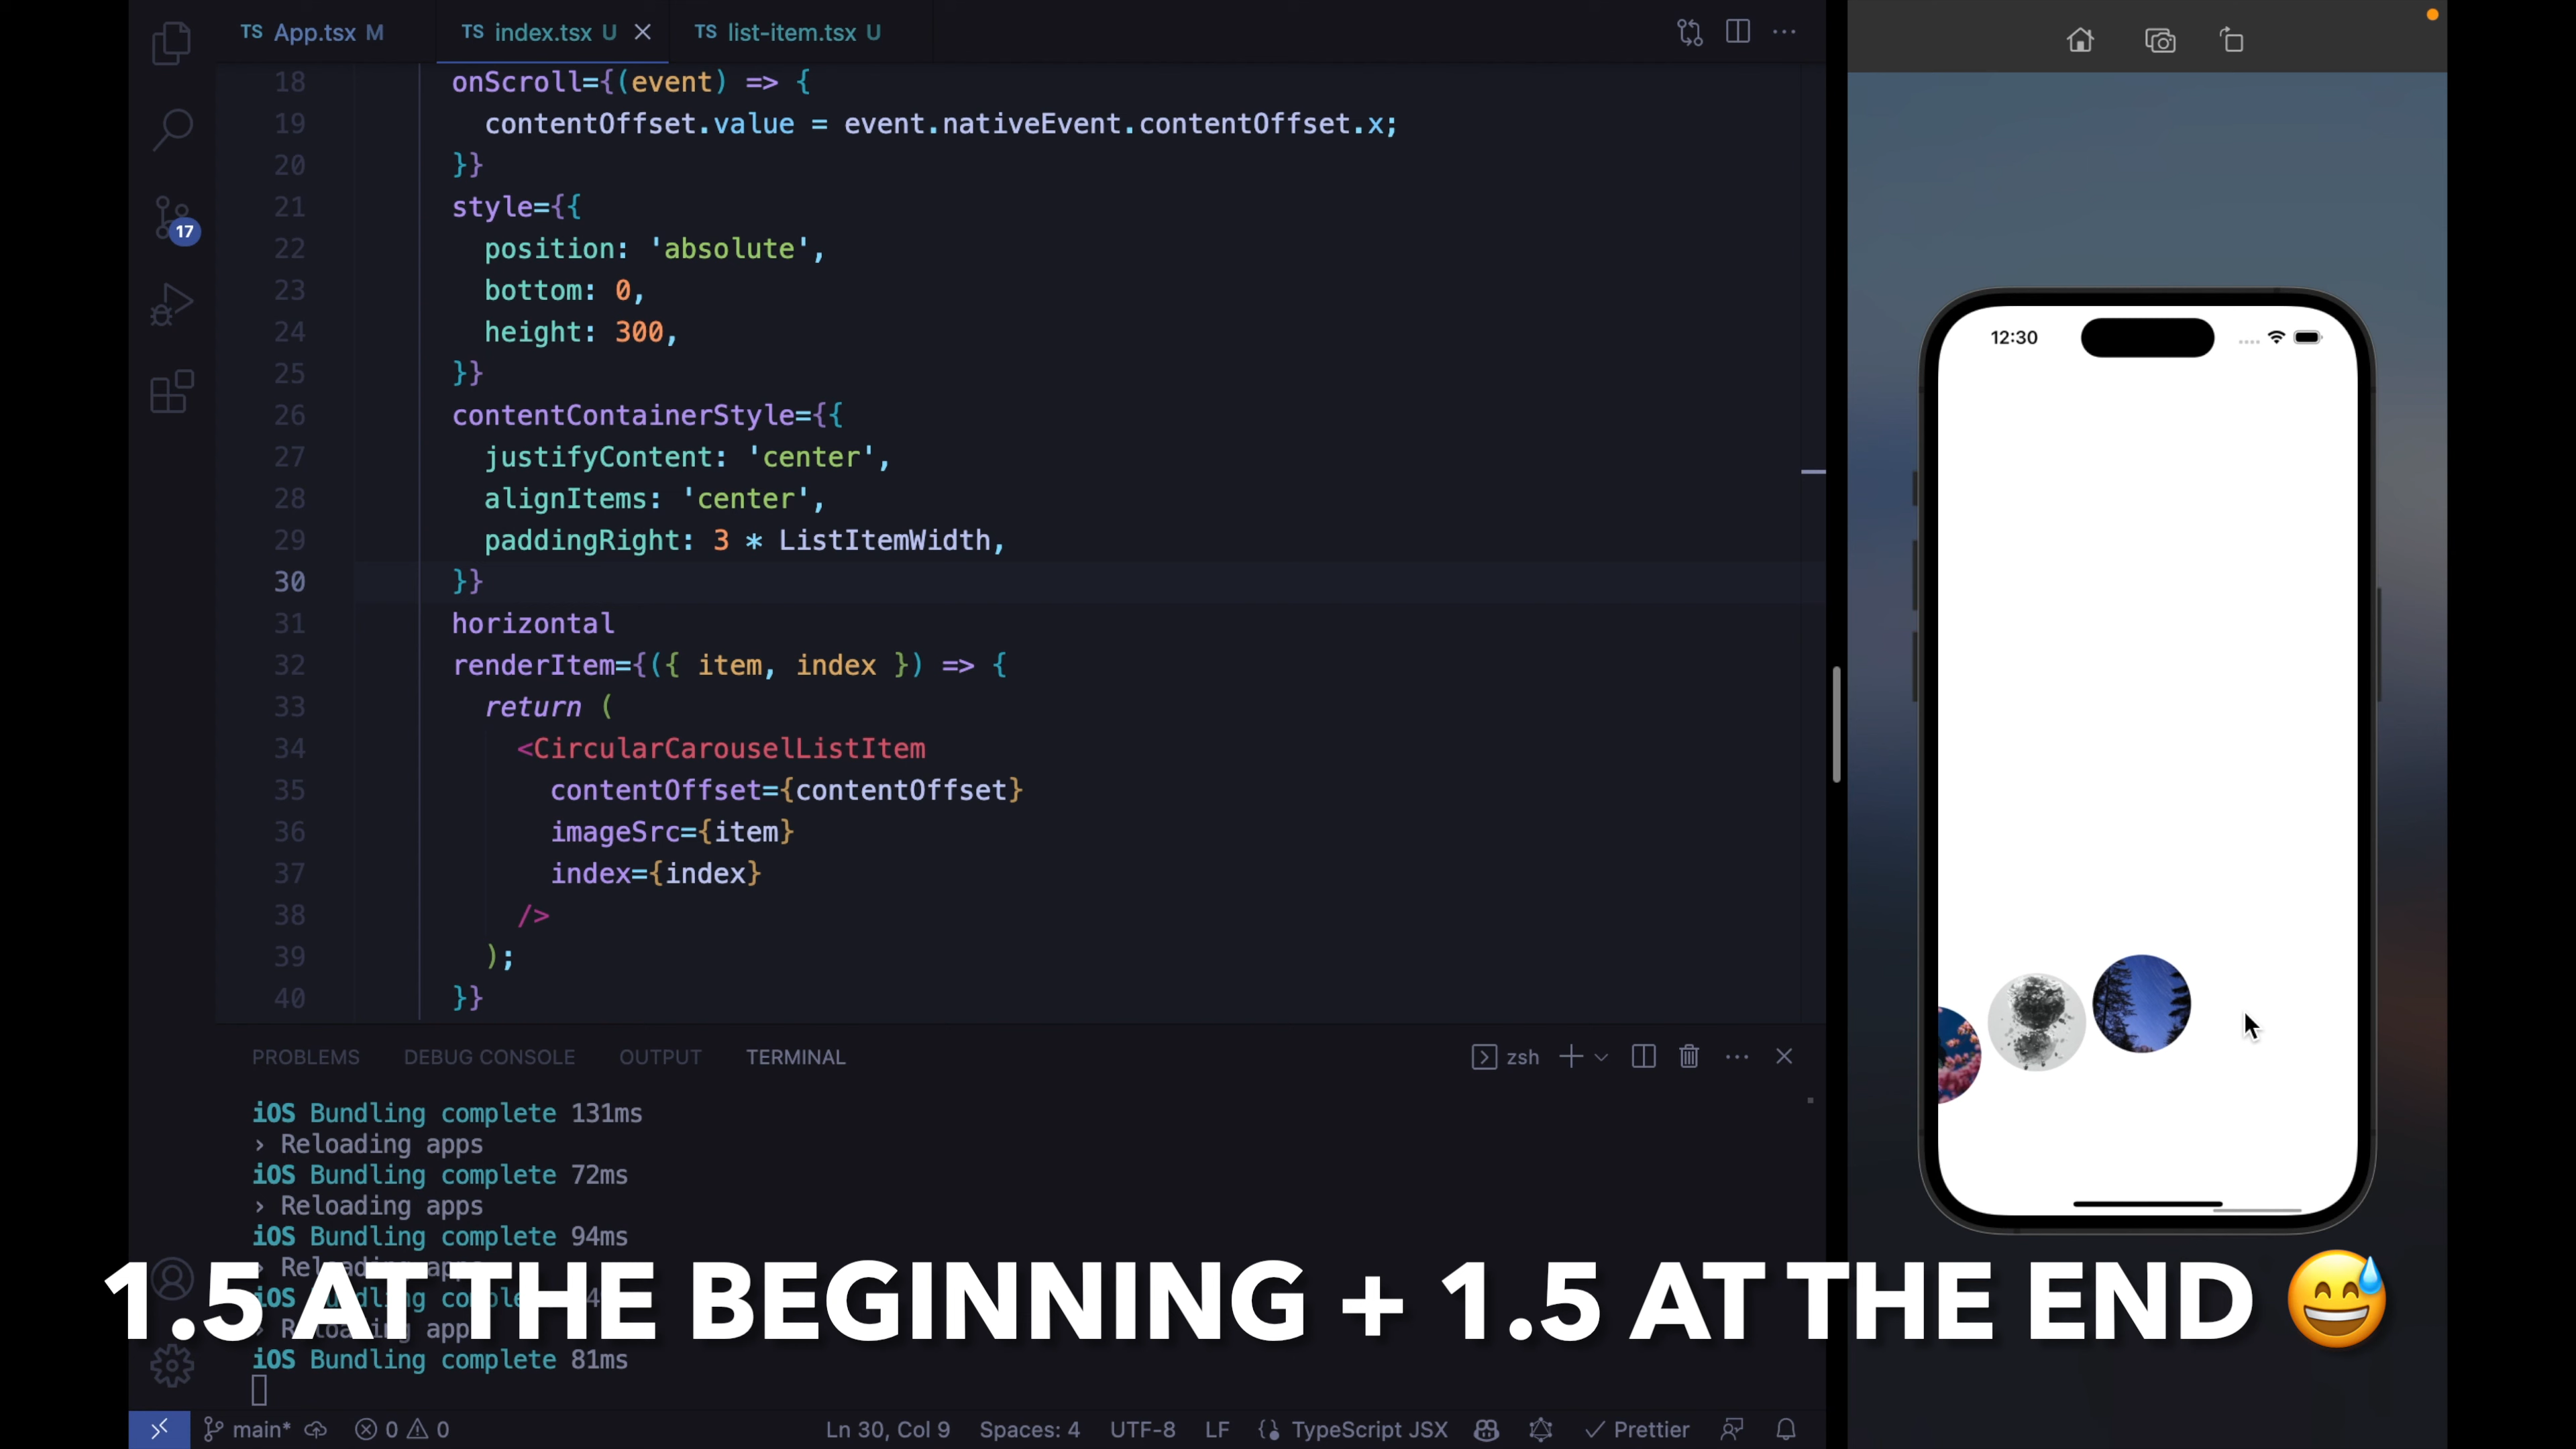 TS App.tsx M
TS index.tsx U
TS list-item.tsx U
17
18 onScroll={(event) => {
19 contentOffset.value = event.nativeEvent.contentOffset.x;
20 }}
21 style={{
22 position: 'absolute',
23 bottom: 0,
24 height: 300,
25 }}
26 contentContainerStyle={{
27 justifyContent: 'center',
28 alignItems: 'center',
29 paddingRight: 3 * ListItemWidth,
30 }}
31 horizontal
32 renderItem={({ item, index }) => {
33 return (
34 <CircularCarouselListItem
35 contentOffset={contentOffset}
36 imageSrc={item}
37 index={index}
38 />
39 );
40 }}
12:30
PROBLEMS DEBUG CONSOLE OUTPUT TERMINAL
zsh
iOS Bundling complete 131ms
› Reloading apps
iOS Bundling complete 72ms
› Reloading apps
iOS Bundling complete 94ms
› Reloading apps
iOS Bundling
› Reloading apps
iOS Bundling complete 81ms
1.5 AT THE BEGINNING + 1.5 AT THE END 😅
main* 0 0
Ln 30, Col 9 Spaces: 4 UTF-8 LF TypeScript JSX Prettier